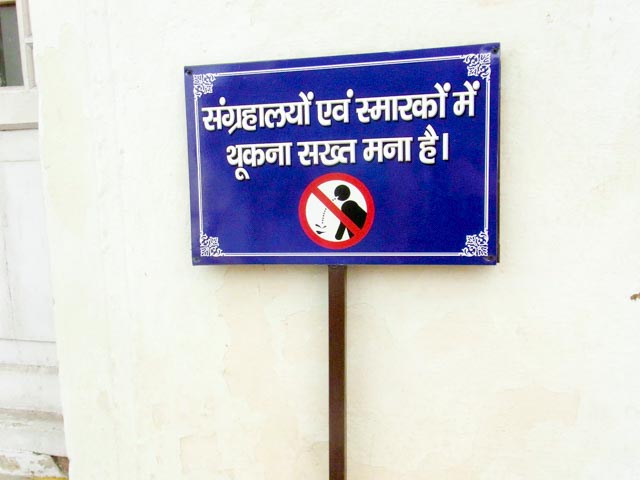 संग्रहालयों एवं स्मारकों में
थूकना सख्त मना है।